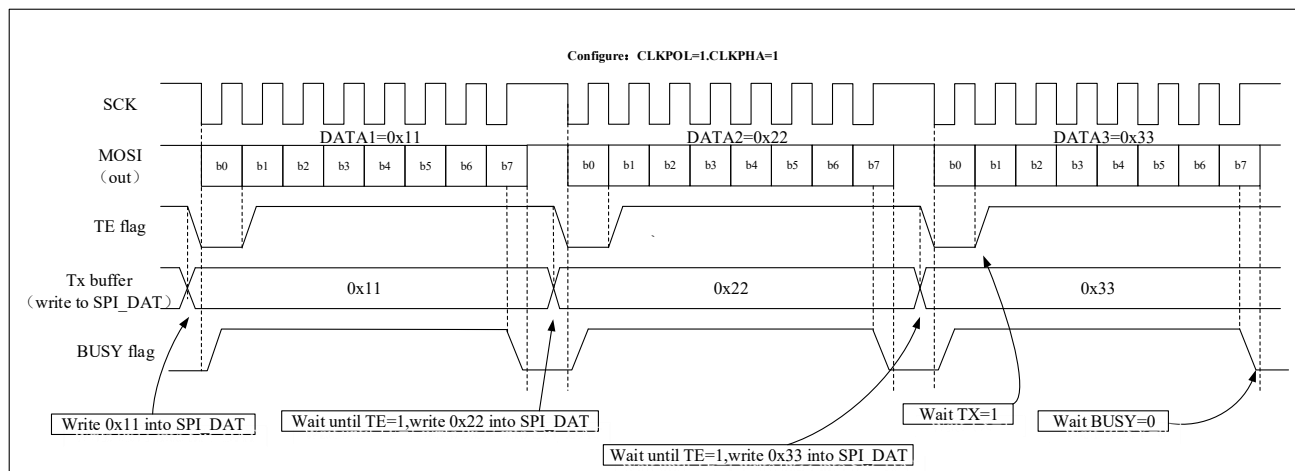 Configure：CLKPOL=1.CLKPHA=1
SCK
DATA1=0x11 DATA2=0x22 DATA3=0x33
MOSI
（out）
b0 b1 b2 b3 b4 b5 b6 b7 b0 b1 b2 b3 b4 b5 b6 b7 b0 b1 b2 b3 b4 b5 b6 b7
TE flag
Tx buffer
（write to SPI_DAT）
0x11 0x22 0x33
BUSY flag
Write 0x11 into SPI_DAT
Wait until TE=1,write 0x22 into SPI_DAT
Wait TX=1
Wait BUSY=0
Wait until TE=1,write 0x33 into SPI_DAT